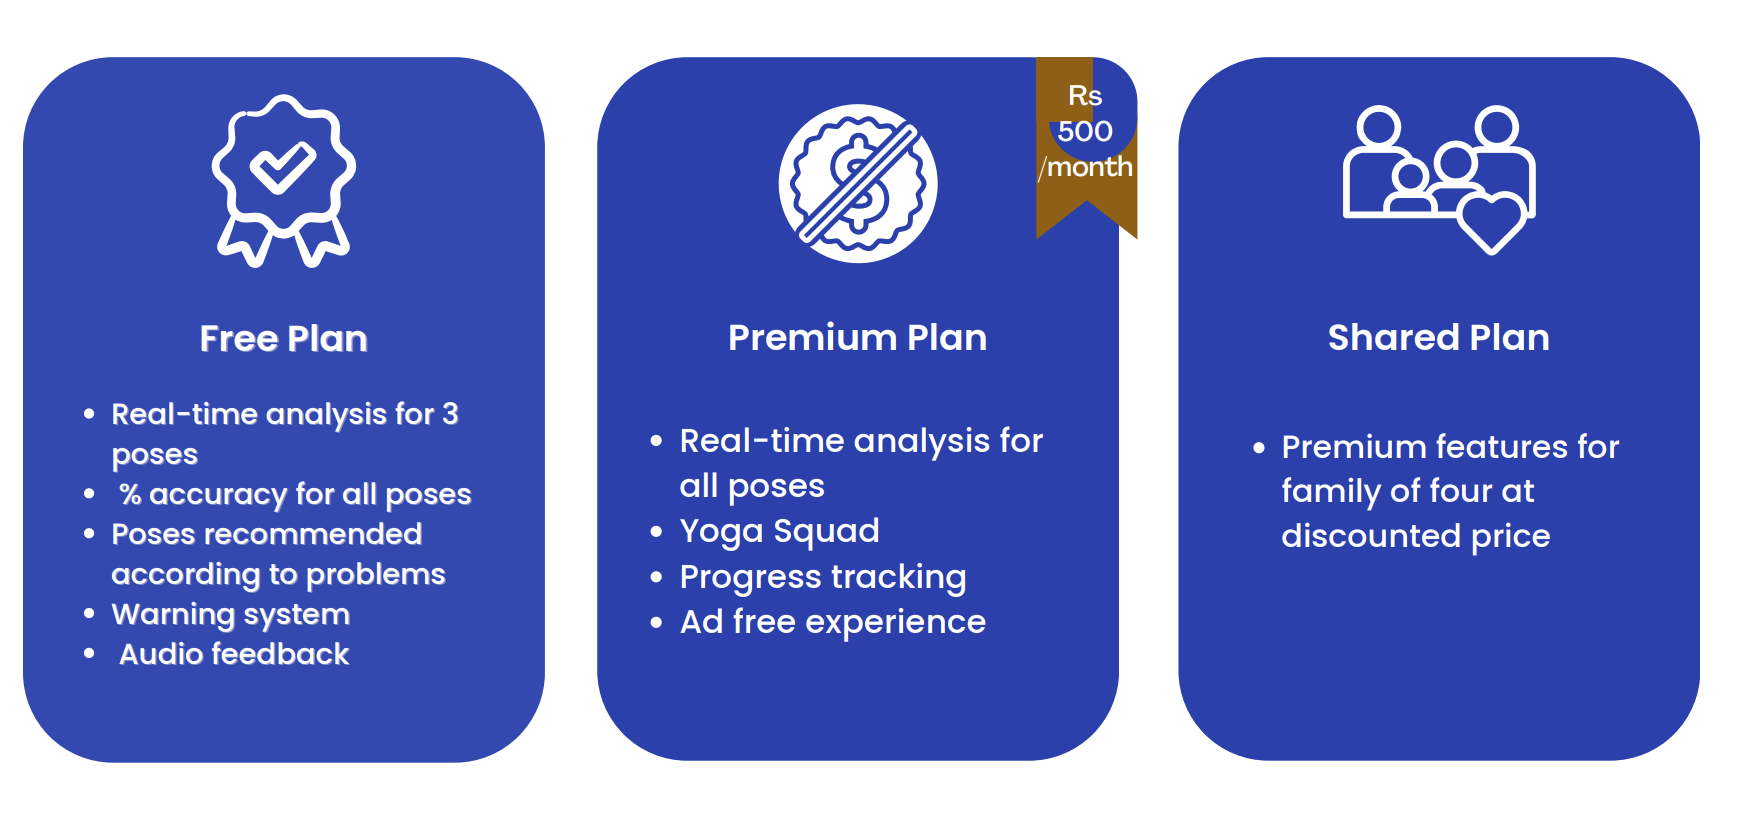 Free Plan
• Real-time analysis for 3
poses
• % accuracy for all poses
• Poses recommended
according to problems
• Warning system
• Audio feedback
Rs
500
/month
Premium Plan
• Real-time analysis for
all poses
• Yoga Squad
• Progress tracking
• Ad free experience
Shared Plan
• Premium features for
family of four at
discounted price